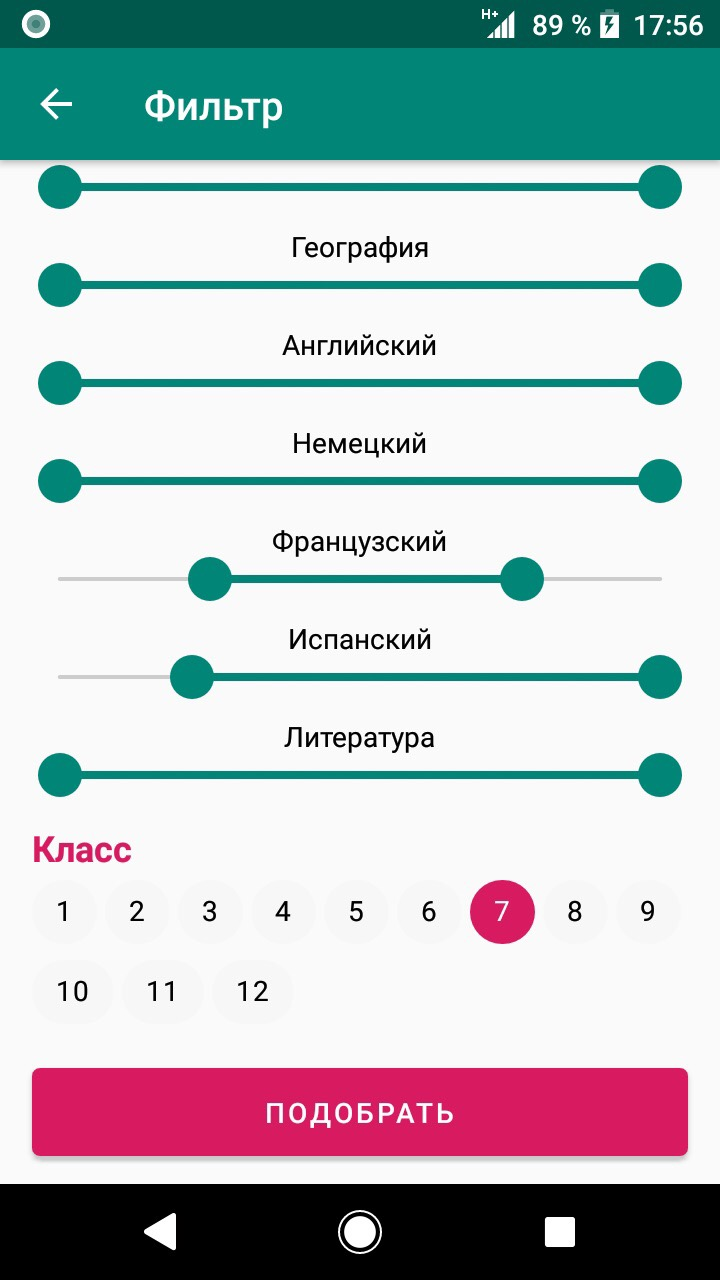 H+ 89 % 17:56
Фильтр
География
Английский
Немецкий
Французский
Испанский
Литература
Класс
1 2 3 4 5 6 7 8 9
10 11 12
ПОДОБРАТЬ